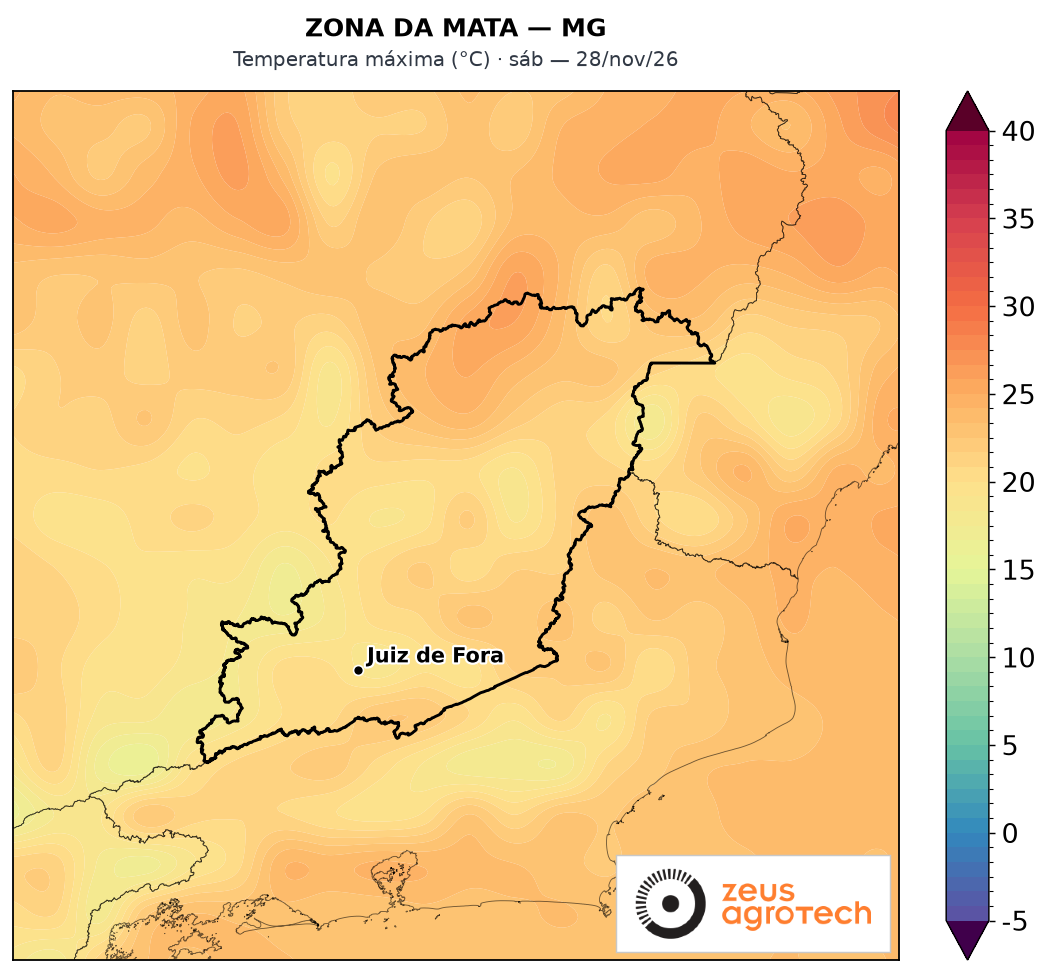 ZONA DA MATA — MG
Temperatura máxima (°C) · sáb — 28/nov/26
40
35
30
25
20
15
10
5
0
-5
Juiz de Fora
zeus
agrotech